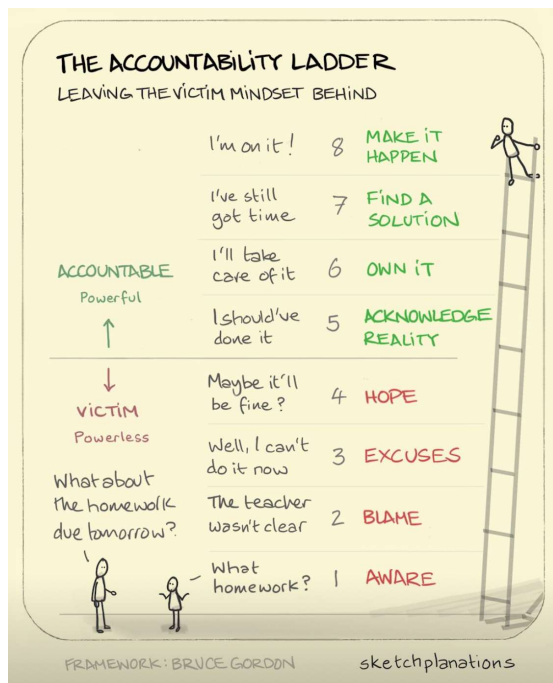 THE ACCOUNTABILITY LADDER
LEAVING THE VICTIM MINDSET BEHIND
I'm on it! 8 MAKE IT
HAPPEN
I've still
got time 7 FIND A
SOLUTION
I'll take
care of it 6 OWN IT
ACCOUNTABLE
Powerful
I should've
done it 5 ACKNOWLEDGE
REALITY
Maybe it'll
be fine? 4 HOPE
VICTIM
Powerless
Well, I can't
do it now 3 EXCUSES
What about
the homework
due tomorrow?
The teacher
wasn't clear 2 BLAME
What
homework? 1 AWARE
FRAMEWORK: BRUCE GORDON
sketchplanations